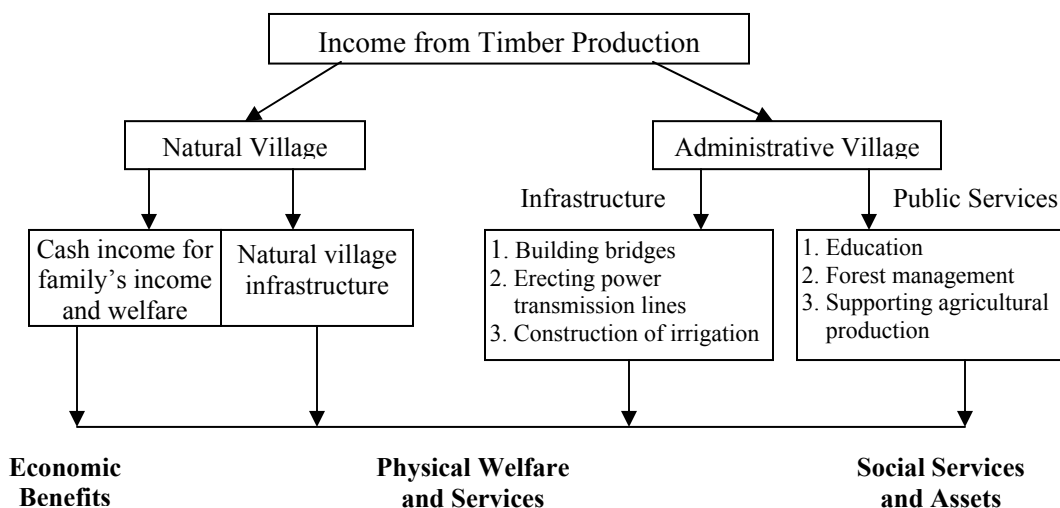 Income from Timber Production
Natural Village
Administrative Village
Infrastructure
Public Services
Cash income for
family’s income
and welfare
Natural village
infrastructure
1. Building bridges
2. Erecting power
transmission lines
3. Construction of irrigation
1. Education
2. Forest management
3. Supporting agricultural
production
Economic
Benefits
Physical Welfare
and Services
Social Services
and Assets